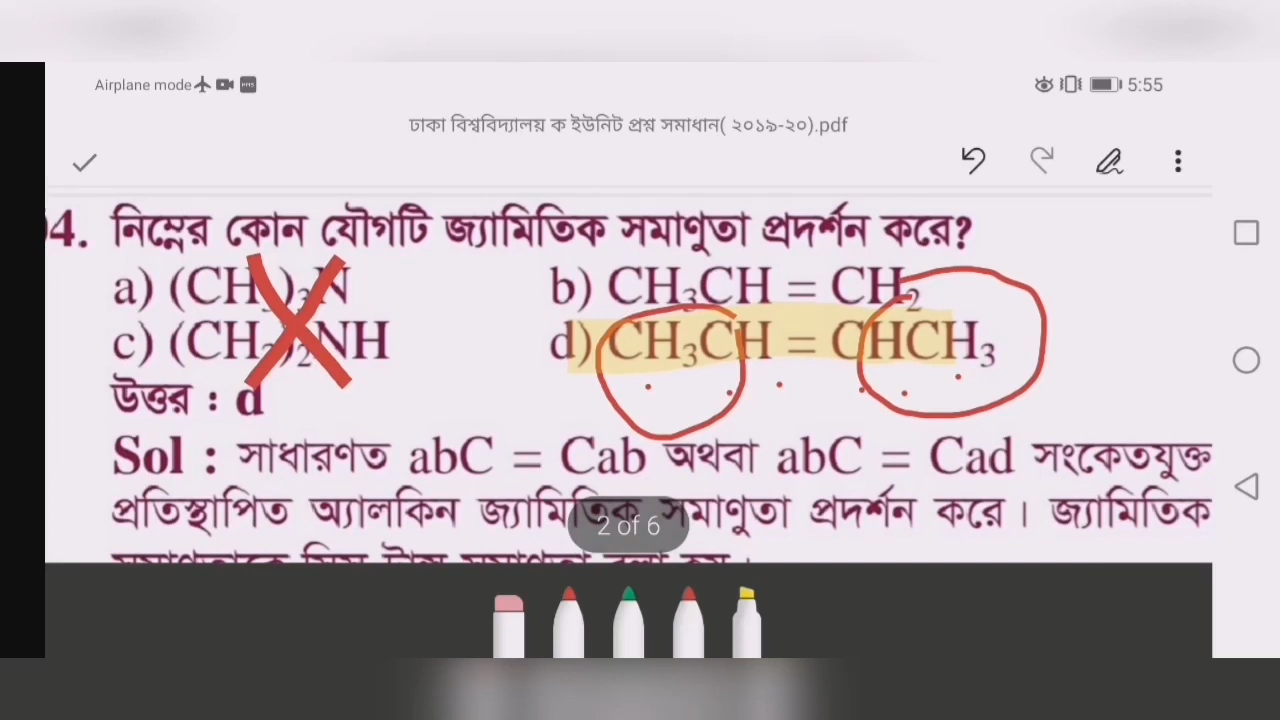 Airplane mode 5:55
ঢাকা বিশ্ববিদ্যালয় ক ইউনিট প্রশ্ন সমাধান( ২০১৯-২০).pdf
4. নিম্নের কোন যৌগটি জ্যামিতিক সমাণুতা প্রদর্শন করে?
a) (CH₃)₃N b) CH₃CH = CH₂
c) (CH₃)₂NH d) CH₃CH = CHCH₃
উত্তর : d
Sol : সাধারণত abC = Cab অথবা abC = Cad সংকেতযুক্ত
প্রতিস্থাপিত অ্যালকিন জ্যামিতিক সমাণুতা প্রদর্শন করে। জ্যামিতিক
2 of 6